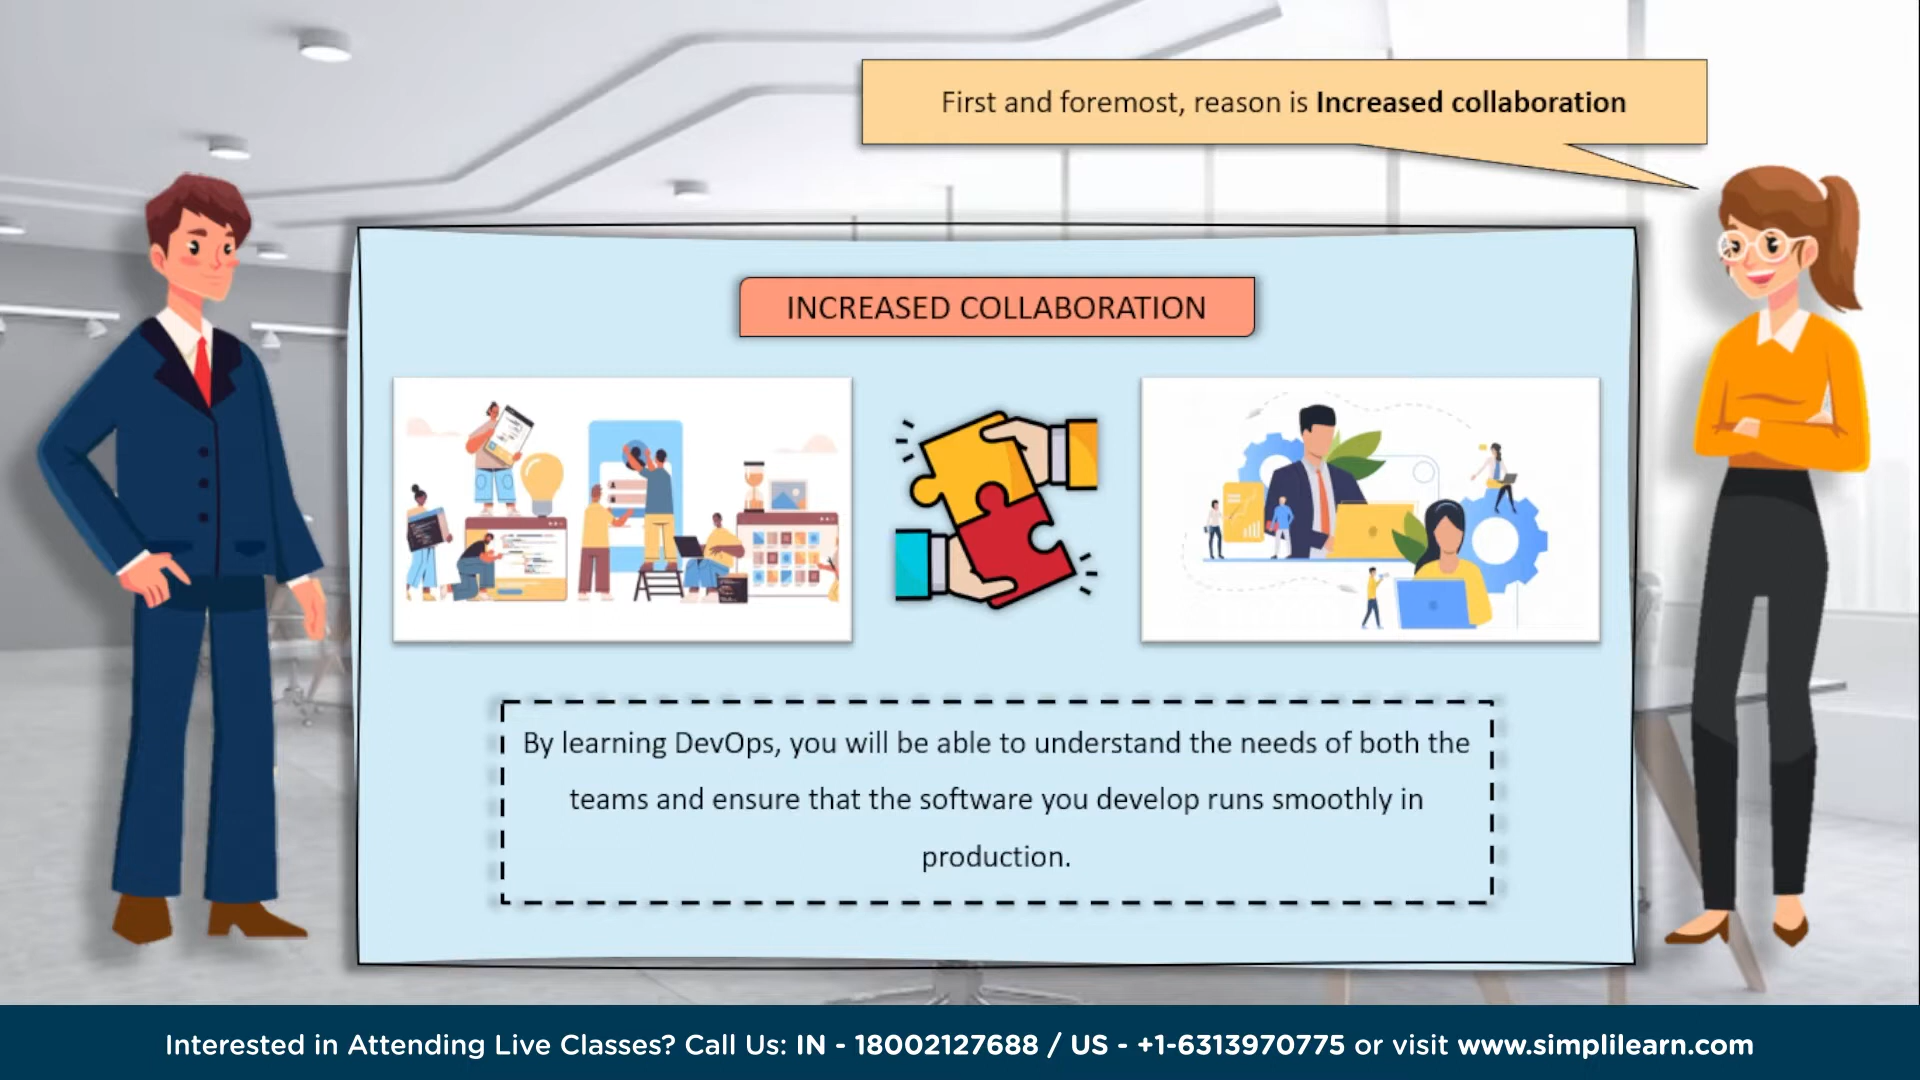 First and foremost, reason is Increased collaboration
INCREASED COLLABORATION
By learning DevOps, you will be able to understand the needs of both the
teams and ensure that the software you develop runs smoothly in
production.
Interested in Attending Live Classes? Call Us: IN - 18002127688 / US - +1-6313970775 or visit www.simplilearn.com